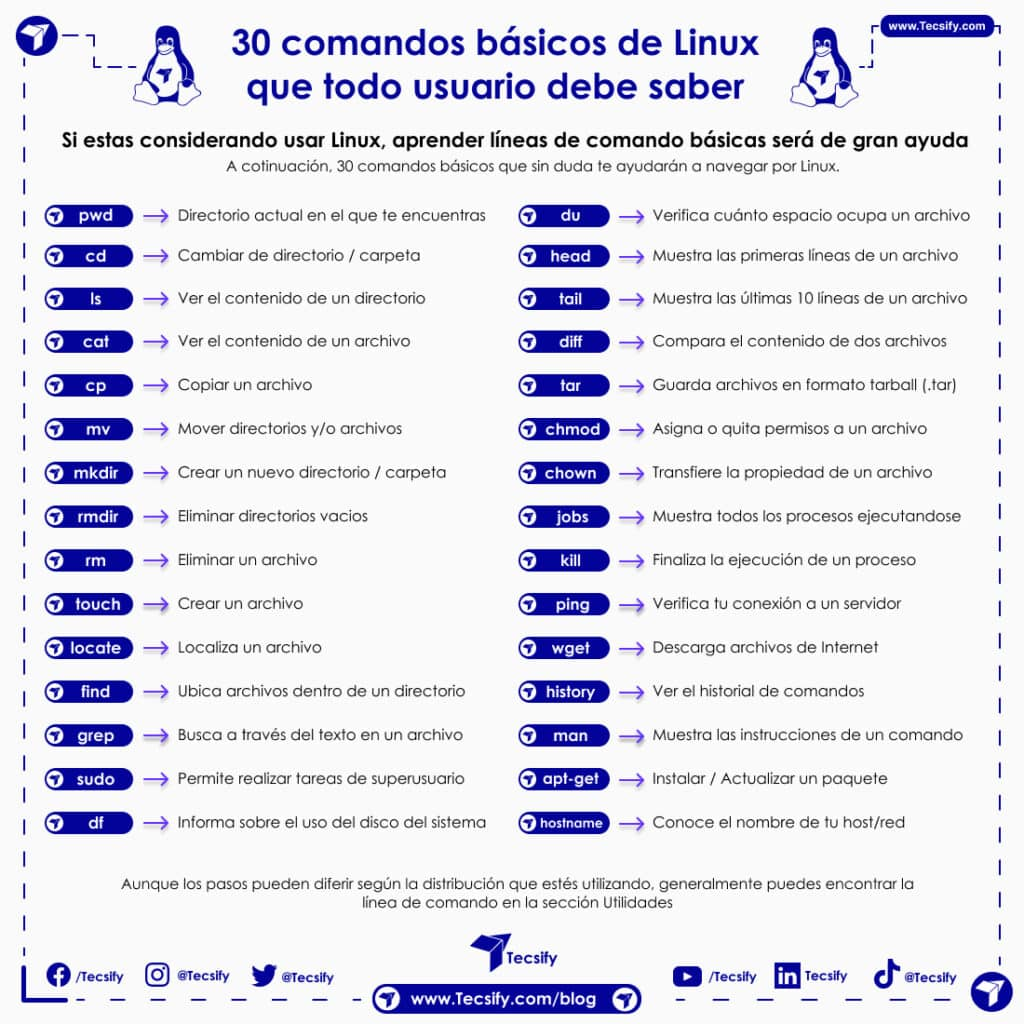 www.Tecsify.com
30 comandos básicos de Linux
que todo usuario debe saber
Si estas considerando usar Linux, aprender líneas de comando básicas será de gran ayuda
A cotinuación, 30 comandos básicos que sin duda te ayudarán a navegar por Linux.
pwd Directorio actual en el que te encuentras
cd Cambiar de directorio / carpeta
ls Ver el contenido de un directorio
cat Ver el contenido de un archivo
cp Copiar un archivo
mv Mover directorios y/o archivos
mkdir Crear un nuevo directorio / carpeta
rmdir Eliminar directorios vacios
rm Eliminar un archivo
touch Crear un archivo
locate Localiza un archivo
find Ubica archivos dentro de un directorio
grep Busca a través del texto en un archivo
sudo Permite realizar tareas de superusuario
df Informa sobre el uso del disco del sistema
du Verifica cuánto espacio ocupa un archivo
head Muestra las primeras líneas de un archivo
tail Muestra las últimas 10 líneas de un archivo
diff Compara el contenido de dos archivos
tar Guarda archivos en formato tarball (.tar)
chmod Asigna o quita permisos a un archivo
chown Transfiere la propiedad de un archivo
jobs Muestra todos los procesos ejecutandose
kill Finaliza la ejecución de un proceso
ping Verifica tu conexión a un servidor
wget Descarga archivos de Internet
history Ver el historial de comandos
man Muestra las instrucciones de un comando
apt-get Instalar / Actualizar un paquete
hostname Conoce el nombre de tu host/red
Aunque los pasos pueden diferir según la distribución que estés utilizando, generalmente puedes encontrar la
línea de comando en la sección Utilidades
Tecsify
/Tecsify @Tecsify @Tecsify /Tecsify Tecsify @Tecsify
www.Tecsify.com/blog